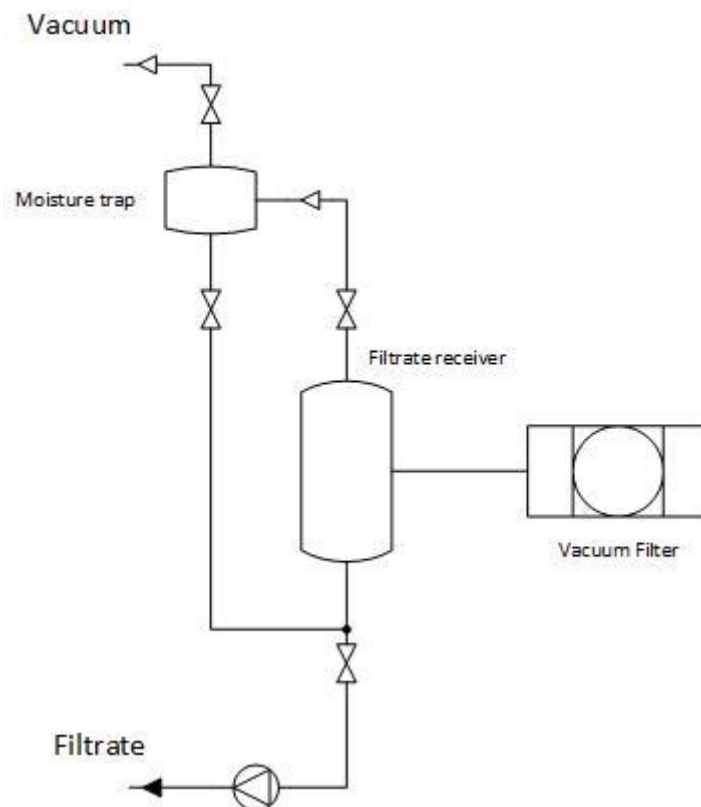 Vacuum
Moisture trap
Filtrate receiver
Vacuum Filter
Filtrate